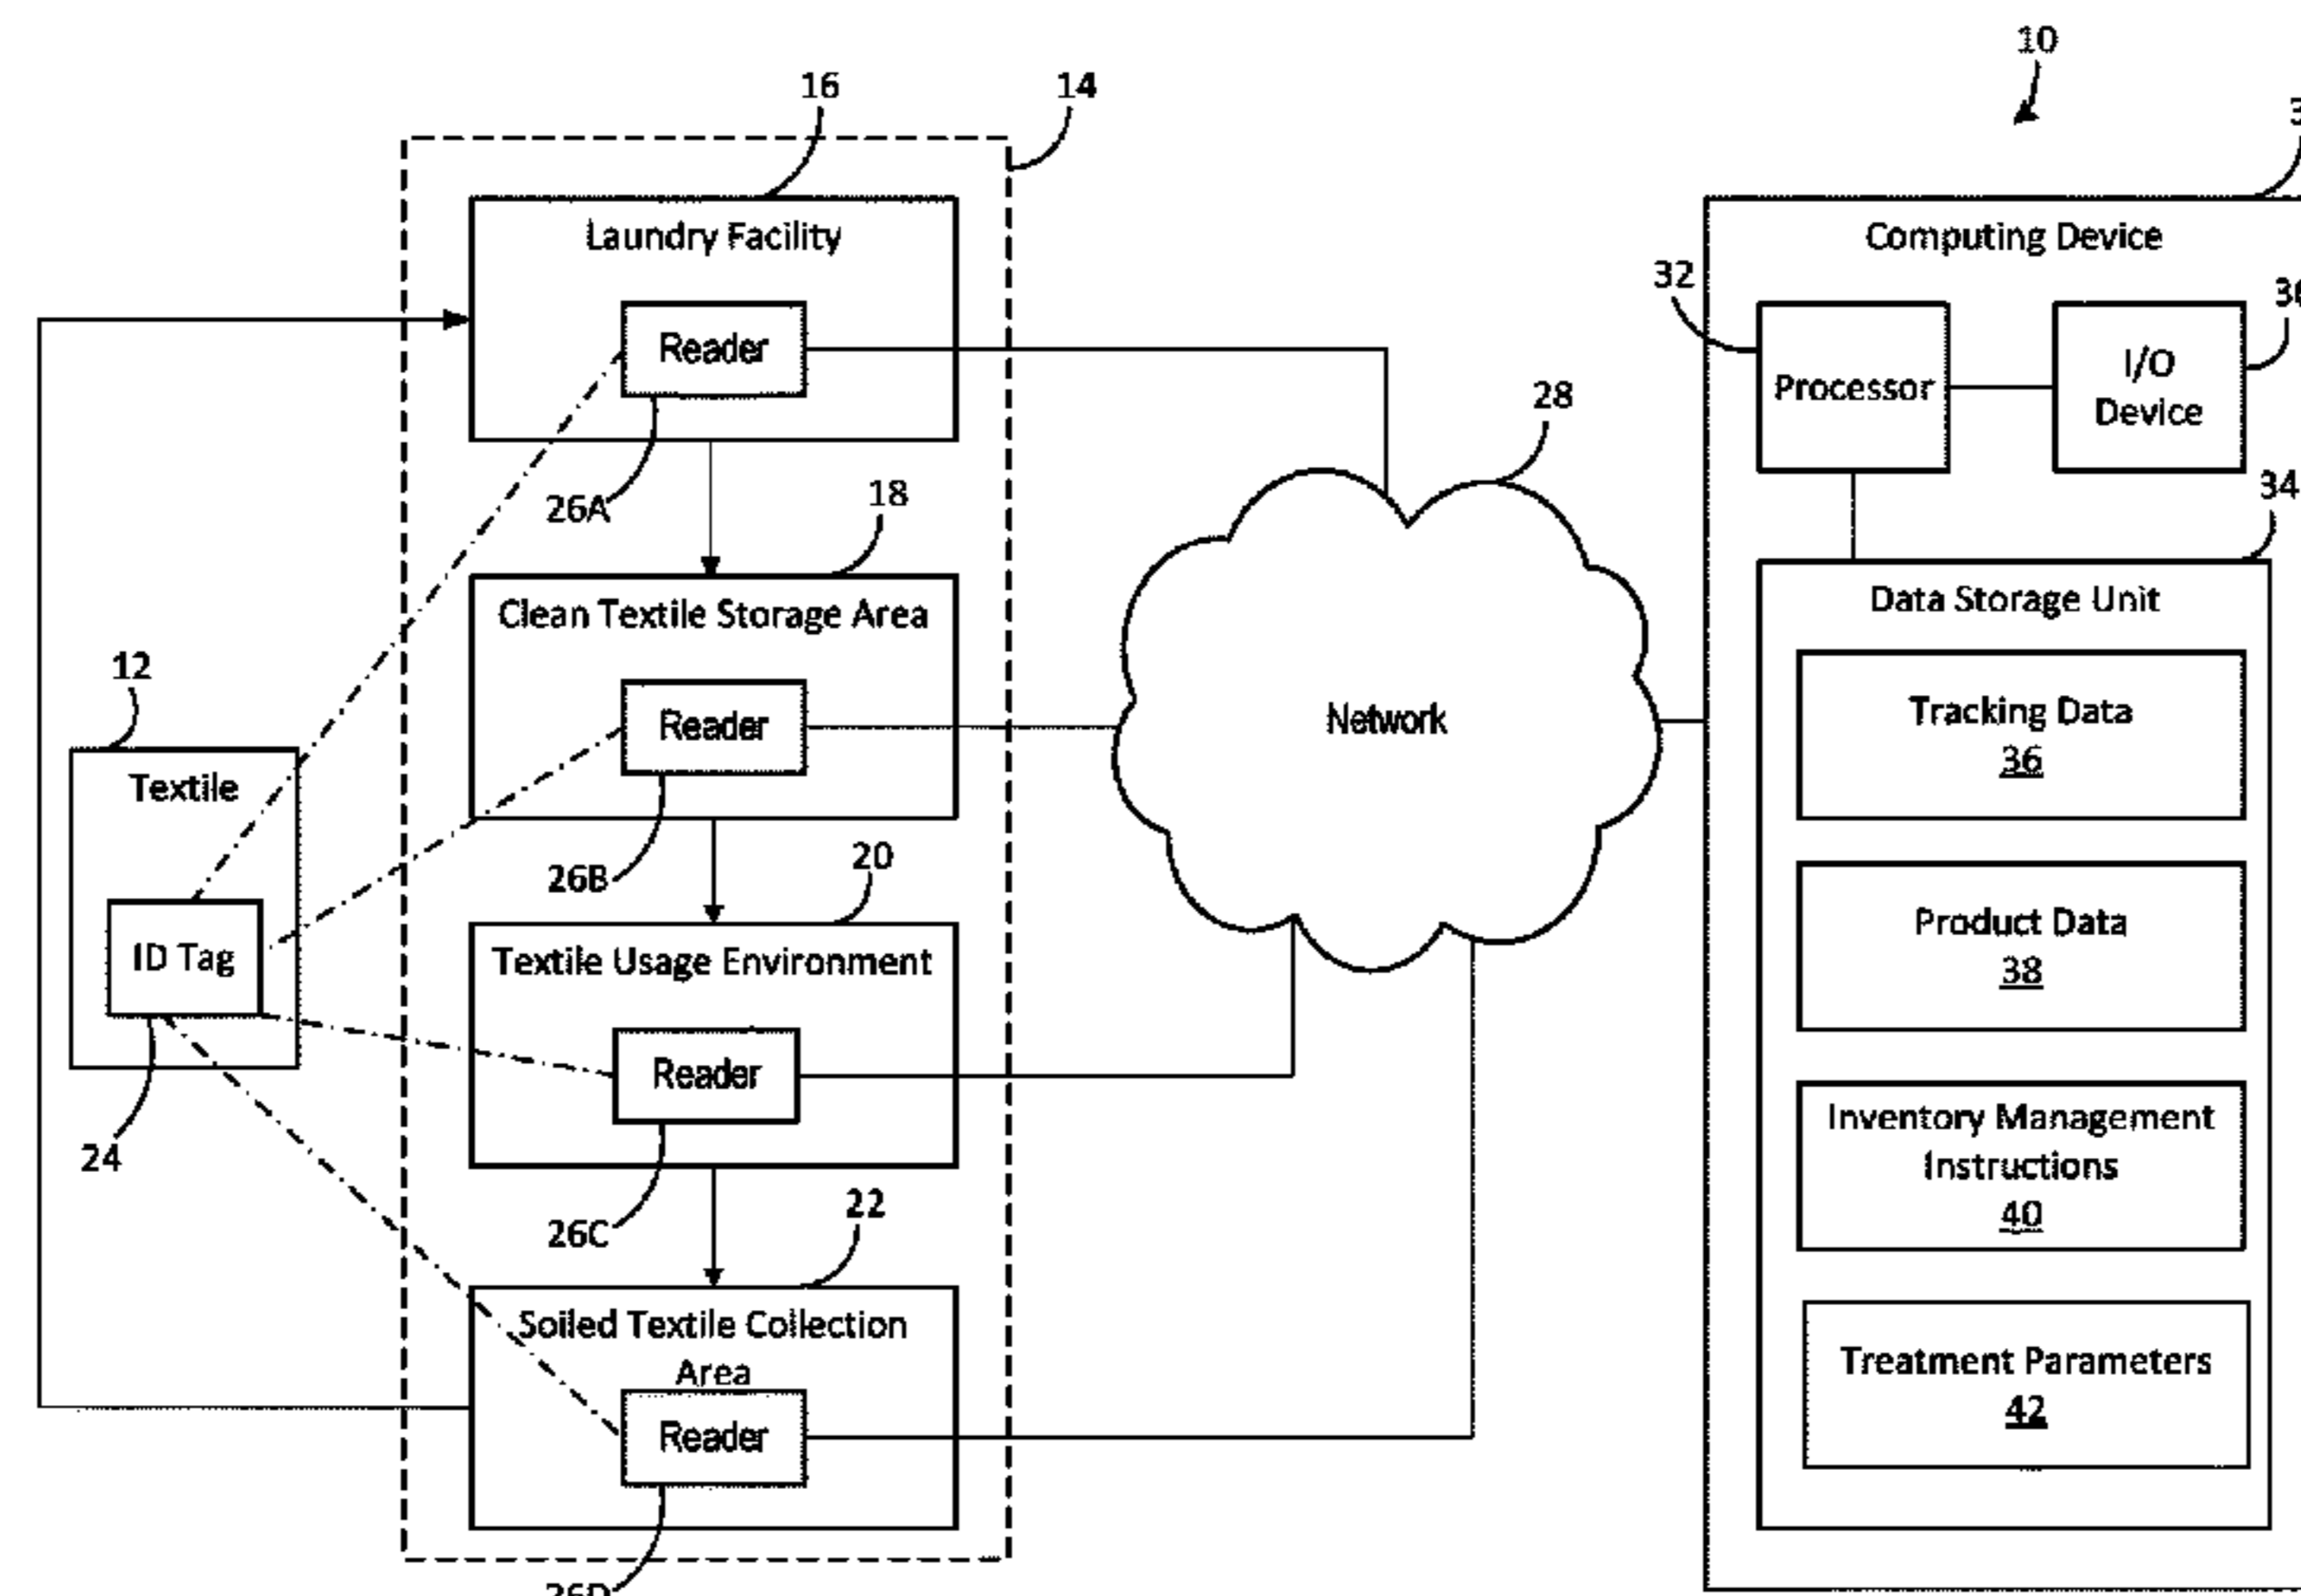 10
16
14
Laundry Facility
Computing Device
32
Reader
Processor
I/O
Device
28
26A
18
34
Clean Textile Storage Area
Data Storage Unit
12
Reader
Network
Tracking Data
36
Textile
26B
20
Product Data
38
ID Tag
Textile Usage Environment
Reader
Inventory Management
Instructions
40
24
26C
22
Soiled Textile Collection
Area
Treatment Parameters
42
Reader